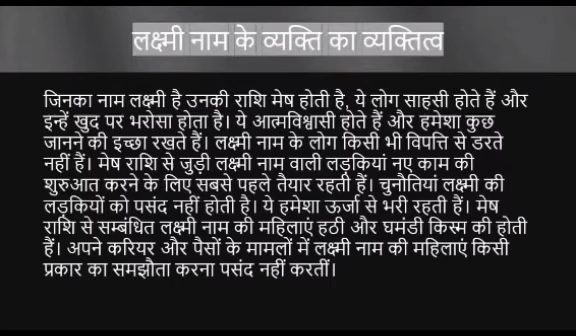 लक्ष्मी नाम के व्यक्ति का व्यक्तित्व
जिनका नाम लक्ष्मी है उनकी राशि मेष होती है, ये लोग साहसी होते हैं और
इन्हें खुद पर भरोसा होता है। ये आत्मविश्वासी होते हैं और हमेशा कुछ
जानने की इच्छा रखते हैं। लक्ष्मी नाम के लोग किसी भी विपत्ति से डरते
नहीं हैं। मेष राशि से जुड़ी लक्ष्मी नाम वाली लड़कियां नए काम की
शुरुआत करने के लिए सबसे पहले तैयार रहती हैं। चुनौतियां लक्ष्मी की
लड़कियों को पसंद नहीं होती है। ये हमेशा ऊर्जा से भरी रहती हैं। मेष
राशि से सम्बंधित लक्ष्मी नाम की महिलाएं हठी और घमंडी किस्म की होती
हैं। अपने करियर और पैसों के मामलों में लक्ष्मी नाम की महिलाएं किसी
प्रकार का समझौता करना पसंद नहीं करतीं।